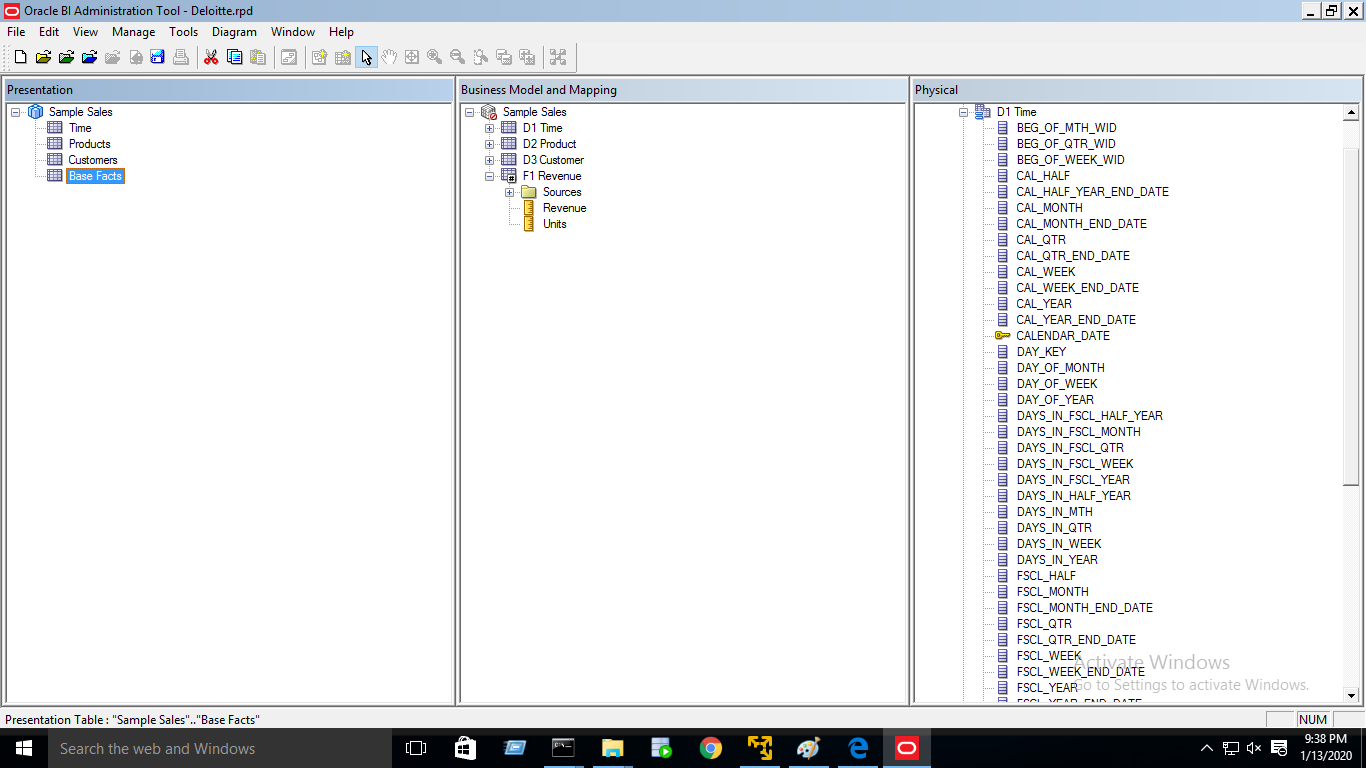 Oracle BI Administration Tool - Deloitte.rpd
File Edit View Manage Tools Diagram Window Help
Presentation
Sample Sales
Time
Products
Customers
Base Facts
Business Model and Mapping
Sample Sales
D1 Time
D2 Product
D3 Customer
F1 Revenue
Sources
Revenue
Units
Physical
D1 Time
BEG_OF_MTH_WID
BEG_OF_QTR_WID
BEG_OF_WEEK_WID
CAL_HALF
CAL_HALF_YEAR_END_DATE
CAL_MONTH
CAL_MONTH_END_DATE
CAL_QTR
CAL_QTR_END_DATE
CAL_WEEK
CAL_WEEK_END_DATE
CAL_YEAR
CAL_YEAR_END_DATE
CALENDAR_DATE
DAY_KEY
DAY_OF_MONTH
DAY_OF_WEEK
DAY_OF_YEAR
DAYS_IN_FSCL_HALF_YEAR
DAYS_IN_FSCL_MONTH
DAYS_IN_FSCL_QTR
DAYS_IN_FSCL_WEEK
DAYS_IN_FSCL_YEAR
DAYS_IN_HALF_YEAR
DAYS_IN_MTH
DAYS_IN_QTR
DAYS_IN_WEEK
DAYS_IN_YEAR
FSCL_HALF
FSCL_MONTH
FSCL_MONTH_END_DATE
FSCL_QTR
FSCL_QTR_END_DATE
FSCL_WEEK
FSCL_WEEK_END_DATE
FSCL_YEAR
FSCL_YEAR_END_DATE
Activate Windows
Go to Settings to activate Windows.
Presentation Table : "Sample Sales".."Base Facts"
NUM
Search the web and Windows
9:38 PM
1/13/2020